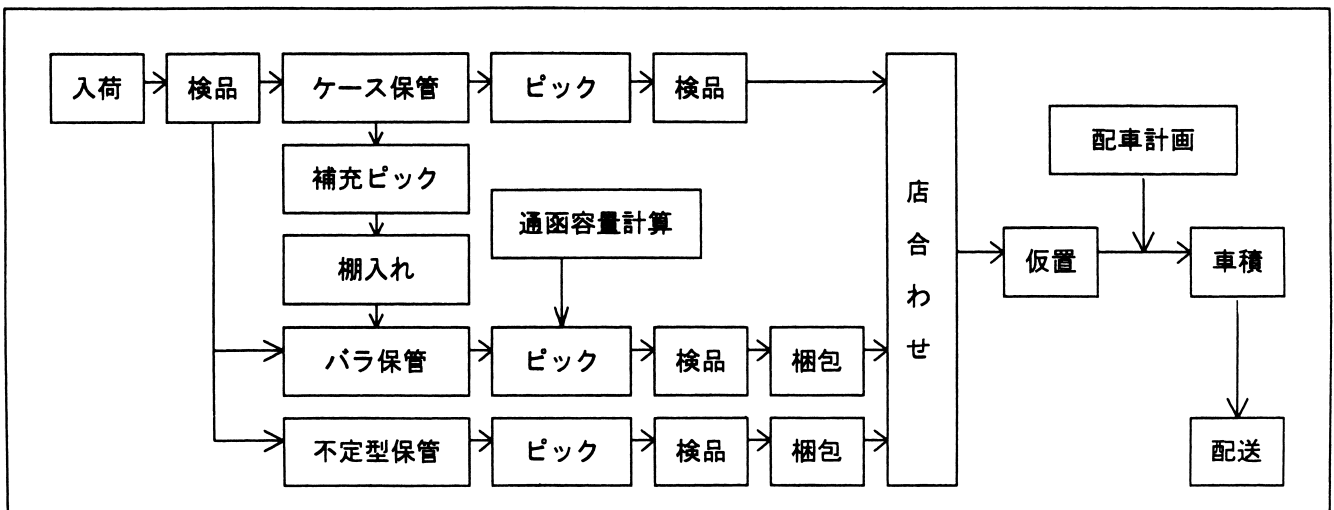 入荷
検品
ケース保管
ピック
検品
補充ピック
棚入れ
通函容量計算
バラ保管
ピック
検品
梱包
不定型保管
ピック
検品
梱包
店合わせ
仮置
配車計画
車積
配送